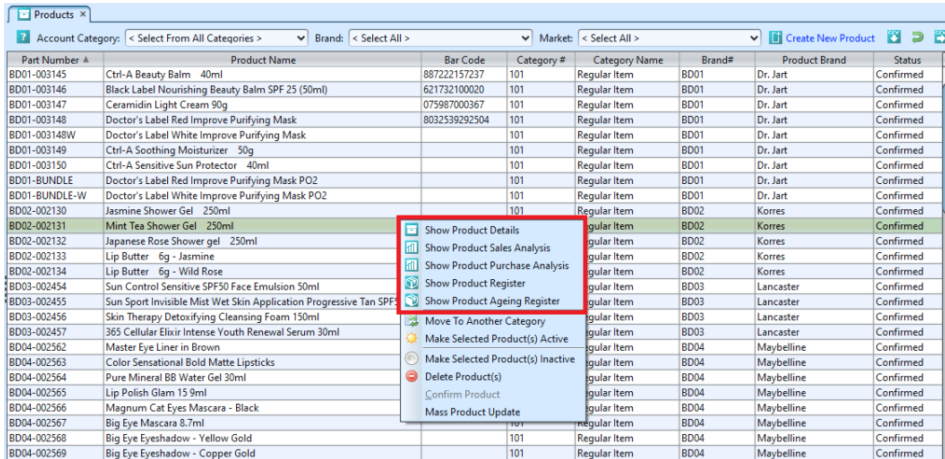 Products ×
Account Category: < Select From All Categories > Brand: < Select All > Market: < Select All > Create New Product
Part Number Product Name Bar Code Category # Category Name Brand# Product Brand Status
BD01-003145 Ctrl-A Beauty Balm 40ml 887222157237 101 Regular Item BD01 Dr. Jart Confirmed
BD01-003146 Black Label Nourishing Beauty Balm SPF 25 (50ml) 621732100020 101 Regular Item BD01 Dr. Jart Confirmed
BD01-003147 Ceramidin Light Cream 90g 075987000367 101 Regular Item BD01 Dr. Jart Confirmed
BD01-003148 Doctor's Label Red Improve Purifying Mask 8032539292504 101 Regular Item BD01 Dr. Jart Confirmed
BD01-003148W Doctor's Label White Improve Purifying Mask 101 Regular Item BD01 Dr. Jart Confirmed
BD01-003149 Ctrl-A Soothing Moisturizer 50g 101 Regular Item BD01 Dr. Jart Confirmed
BD01-003150 Ctrl-A Sensitive Sun Protector 40ml 101 Regular Item BD01 Dr. Jart Confirmed
BD01-BUNDLE Doctor's Label Red Improve Purifying Mask PO2 101 Regular Item BD01 Dr. Jart Confirmed
BD01-BUNDLE-W Doctor's Label White Improve Purifying Mask PO2 101 Regular Item BD01 Dr. Jart Confirmed
BD02-002130 Jasmine Shower Gel 250ml 101 Regular Item BD02 Korres Confirmed
BD02-002131 Mint Tea Shower Gel 250ml Show Product Details gular Item BD02 Korres Confirmed
BD02-002132 Japanese Rose Shower gel 250ml Show Product Sales Analysis gular Item BD02 Korres Confirmed
BD02-002133 Lip Butter 6g - Jasmine Show Product Purchase Analysis gular Item BD02 Korres Confirmed
BD02-002134 Lip Butter 6g - Wild Rose gular Item BD02 Korres Confirmed
BD03-002454 Sun Control Sensitive SPF50 Face Emulsion 50ml Show Product Register gular Item BD03 Lancaster Confirmed
BD03-002455 Sun Sport Invisible Mist Wet Skin Application Progressive Tan SPF5 Show Product Ageing Register gular Item BD03 Lancaster Confirmed
BD03-002456 Skin Therapy Detoxifying Cleansing Foam 150ml Move To Another Category gular Item BD03 Lancaster Confirmed
BD03-002457 365 Cellular Elixir Intense Youth Renewal Serum 30ml Make Selected Product(s) Active gular Item BD03 Lancaster Confirmed
BD04-002562 Master Eye Liner in Brown Make Selected Product(s) Inactive gular Item BD04 Maybelline Confirmed
BD04-002563 Color Sensational Bold Matte Lipsticks gular Item BD04 Maybelline Confirmed
BD04-002564 Pure Mineral BB Water Gel 30ml Delete Product(s) gular Item BD04 Maybelline Confirmed
BD04-002565 Lip Polish Glam 15 9ml Confirm Product gular Item BD04 Maybelline Confirmed
BD04-002566 Magnum Cat Eyes Mascara - Black Mass Product Update gular Item BD04 Maybelline Confirmed
BD04-002567 Big Eye Mascara 8.7ml 101 Regular Item BD04 Maybelline Confirmed
BD04-002568 Big Eye Eyeshadow - Yellow Gold 101 Regular Item BD04 Maybelline Confirmed
BD04-002569 Big Eye Eyeshadow - Copper Gold 101 Regular Item BD04 Maybelline Confirmed